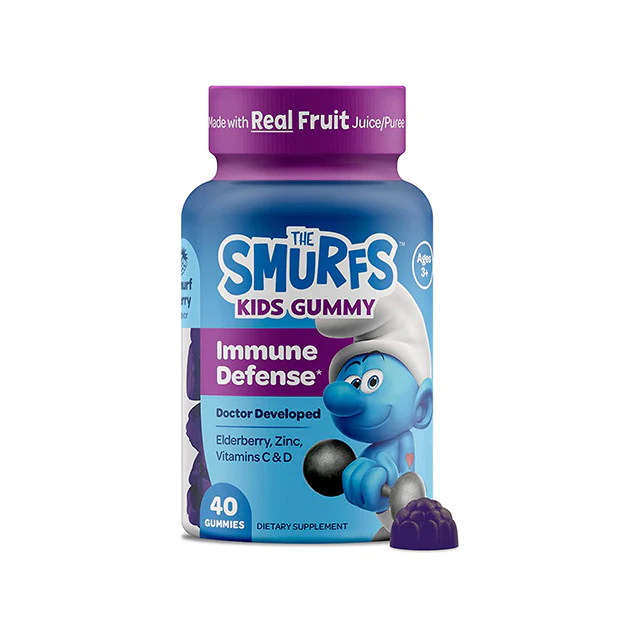 Made with Real Fruit Juice/Puree
THE
SMURFS™
KIDS GUMMY
Ages
3+
Immune
Defense*
Doctor Developed
Elderberry, Zinc,
Vitamins C & D
40
GUMMIES
DIETARY SUPPLEMENT